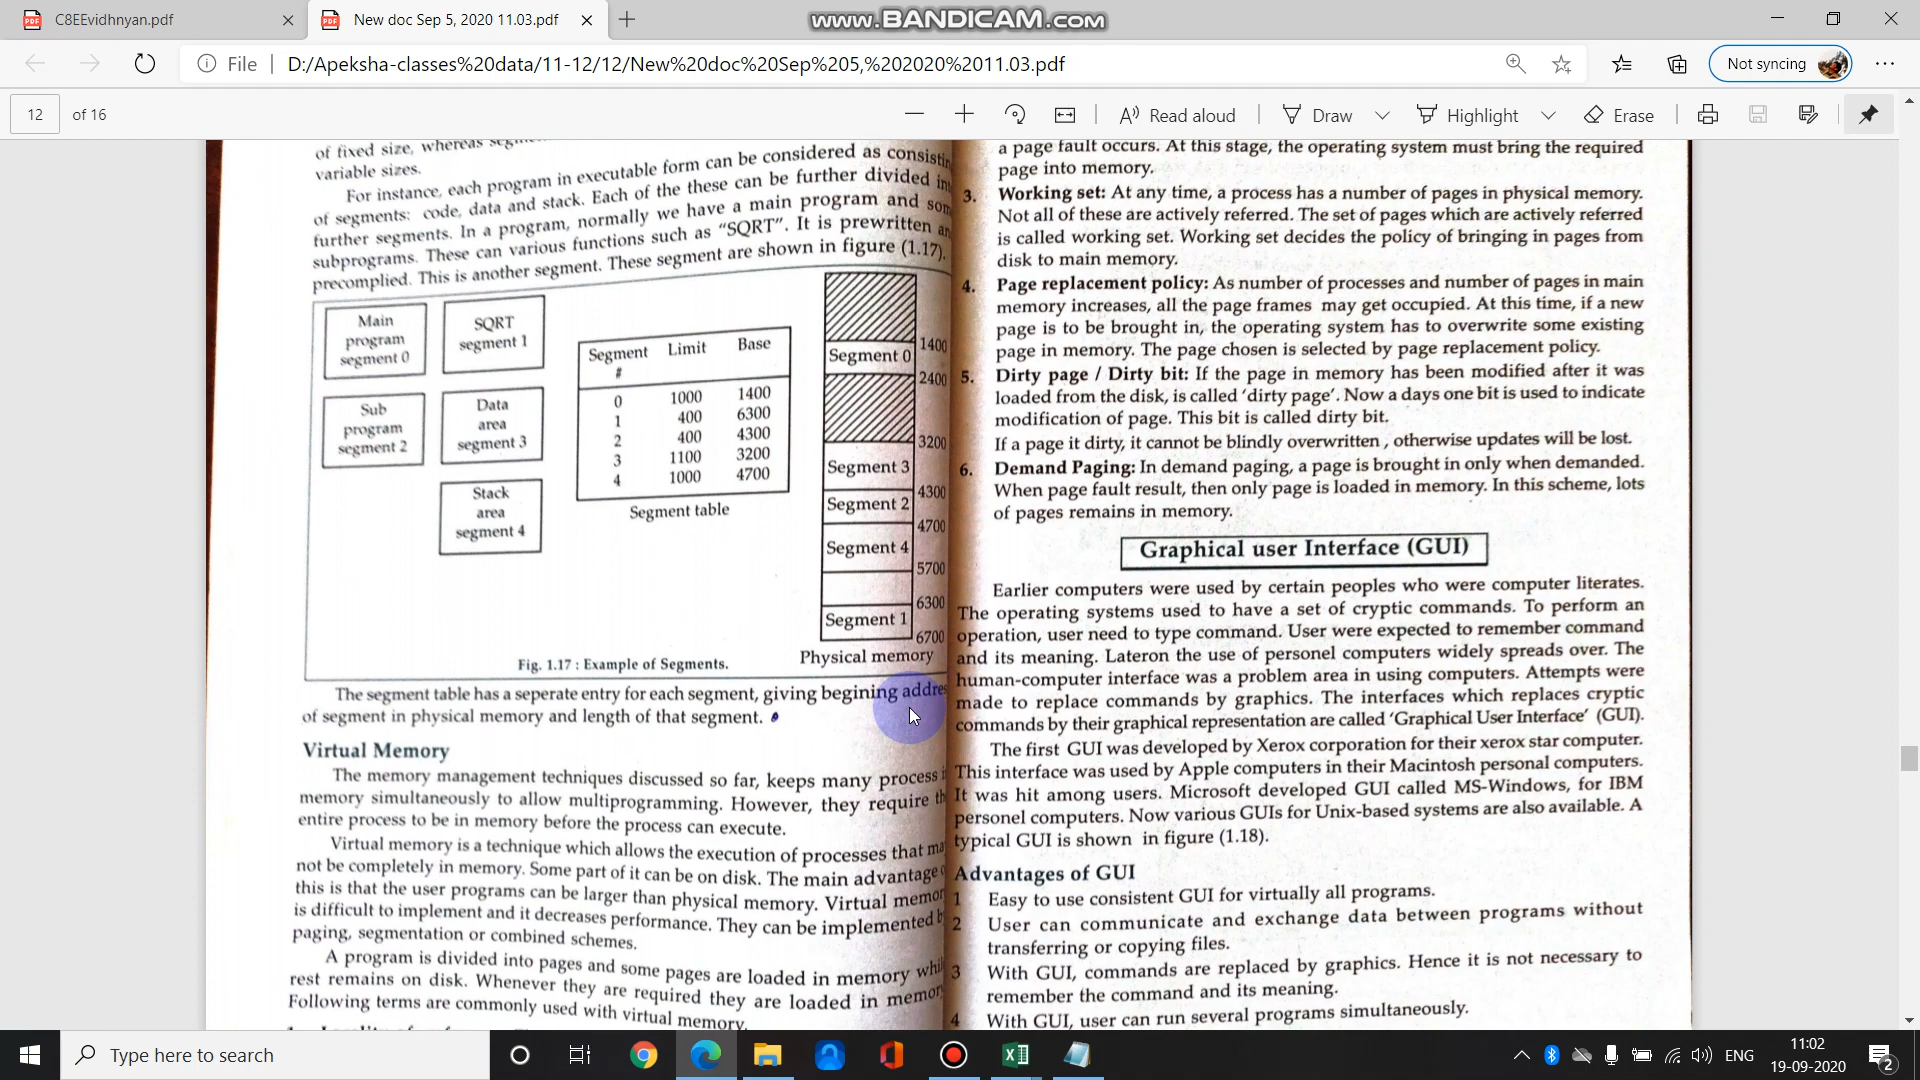 C8EEvidhnyan.pdf
New doc Sep 5, 2020 11.03.pdf
www.BANDICAM.com
File
D:/Apeksha-classes%20data/11-12/12/New%20doc%20Sep%205,%202020%2011.03.pdf
Not syncing
12 of 16
Read aloud
Draw
Highlight
Erase
of fixed size, whereas
variable sizes.
For instance, each program in executable form can be considered as
of segments: code, data and stack. Each of the these can be further divided
further segments. In a program, normally we have a main program and
subprograms. These can various functions such as "SQRT". It is prewritten
precomplied. This is another segment. These segment are shown in figure (1.17).
Main
program
segment 0
SQRT
segment 1
Sub
program
segment 2
Data
area
segment 3
Stack
area
segment 4
Segment Limit Base
#
0 1000 1400
1 400 6300
2 400 4300
3 1100 3200
4 1000 4700
Segment table
1400
Segment 0
2400
3200
Segment 3
4300
Segment 2
4700
Segment 4
5700
6300
Segment 1
6700
Physical memory
Fig. 1.17 : Example of Segments.
The segment table has a seperate entry for each segment, giving begining
of segment in physical memory and length of that segment.
Virtual Memory
The memory management techniques discussed so far, keeps many process
memory simultaneously to allow multiprogramming. However, they require
entire process to be in memory before the process can execute.
Virtual memory is a technique which allows the execution of processes that
not be completely in memory. Some part of it can be on disk. The main advantage
this is that the user programs can be larger than physical memory. Virtual
is difficult to implement and it decreases performance. They can be implemented
paging, segmentation or combined schemes.
A program is divided into pages and some pages are loaded in memory
rest remains on disk. Whenever they are required they are loaded in
Following terms are commonly used with virtual memory.
a page fault occurs. At this stage, the operating system must bring the required
page into memory.
3. Working set: At any time, a process has a number of pages in physical memory.
Not all of these are actively referred. The set of pages which are actively referred
is called working set. Working set decides the policy of bringing in pages from
disk to main memory.
4. Page replacement policy: As number of processes and number of pages in main
memory increases, all the page frames may get occupied. At this time, if a new
page is to be brought in, the operating system has to overwrite some existing
page in memory. The page chosen is selected by page replacement policy.
5. Dirty page / Dirty bit: If the page in memory has been modified after it was
loaded from the disk, is called 'dirty page'. Now a days one bit is used to indicate
modification of page. This bit is called dirty bit.
If a page it dirty, it cannot be blindly overwritten , otherwise updates will be lost.
6. Demand Paging: In demand paging, a page is brought in only when demanded.
When page fault result, then only page is loaded in memory. In this scheme, lots
of pages remains in memory.
Graphical user Interface (GUI)
Earlier computers were used by certain peoples who were computer literates.
The operating systems used to have a set of cryptic commands. To perform an
operation, user need to type command. User were expected to remember command
and its meaning. Lateron the use of personel computers widely spreads over. The
human-computer interface was a problem area in using computers. Attempts were
made to replace commands by graphics. The interfaces which replaces cryptic
commands by their graphical representation are called 'Graphical User Interface' (GUI).
The first GUI was developed by Xerox corporation for their xerox star computer.
This interface was used by Apple computers in their Macintosh personal computers.
It was hit among users. Microsoft developed GUI called MS-Windows, for IBM
personel computers. Now various GUIs for Unix-based systems are also available. A
typical GUI is shown in figure (1.18).
Advantages of GUI
1 Easy to use consistent GUI for virtually all programs.
2 User can communicate and exchange data between programs without
transferring or copying files.
3 With GUI, commands are replaced by graphics. Hence it is not necessary to
remember the command and its meaning.
4 With GUI, user can run several programs simultaneously.
Type here to search
ENG
11:02
19-09-2020
2